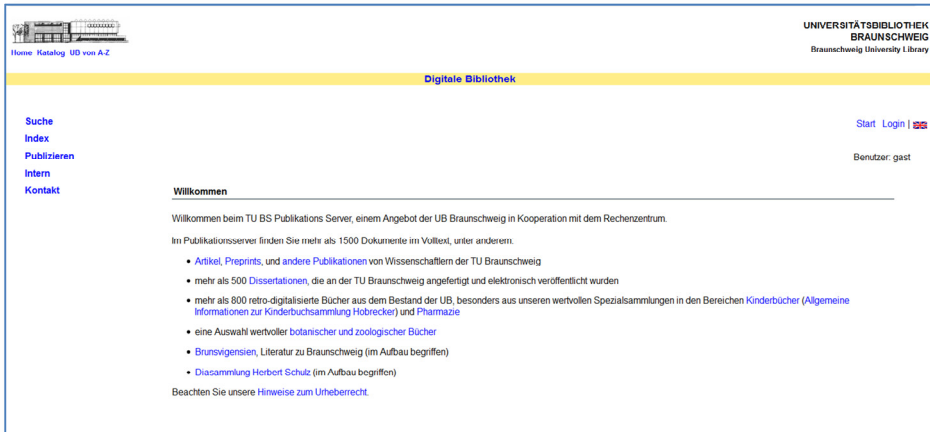 UNIVERSITÄTSBIBLIOTHEK
BRAUNSCHWEIG
Braunschweig University Library
Home Katalog UB von A-Z
Digitale Bibliothek
Suche
Index
Publizieren
Intern
Kontakt
Start Login |
Benutzer: gast
Willkommen
Willkommen beim TU BS Publikations Server, einem Angebot der UB Braunschweig in Kooperation mit dem Rechenzentrum.
Im Publikationsserver finden Sie mehr als 1500 Dokumente im Volltext, unter anderem:
• Artikel, Preprints, und andere Publikationen von Wissenschaftlern der TU Braunschweig
• mehr als 500 Dissertationen, die an der TU Braunschweig angefertigt und elektronisch veröffentlicht wurden
• mehr als 800 retro-digitalisierte Bücher aus dem Bestand der UB, besonders aus unseren wertvollen Spezialsammlungen in den Bereichen Kinderbücher (Allgemeine
Informationen zur Kinderbuchsammlung Hobrecker) und Pharmazie
• eine Auswahl wertvoller botanischer und zoologischer Bücher
• Brunsvigensien, Literatur zu Braunschweig (im Aufbau begriffen)
• Diasammlung Herbert Schulz (im Aufbau begriffen)
Beachten Sie unsere Hinweise zum Urheberrecht.